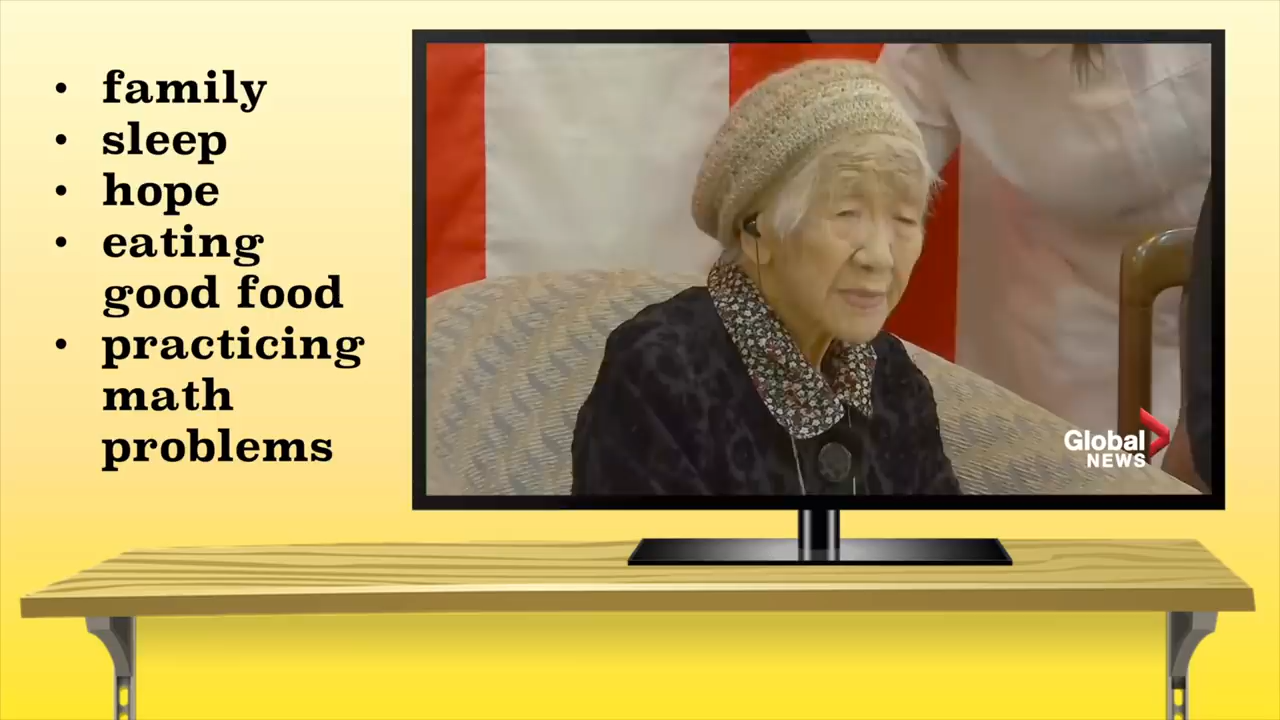 • family
• sleep
• hope
• eating
good food
• practicing
math
problems
Global
NEWS